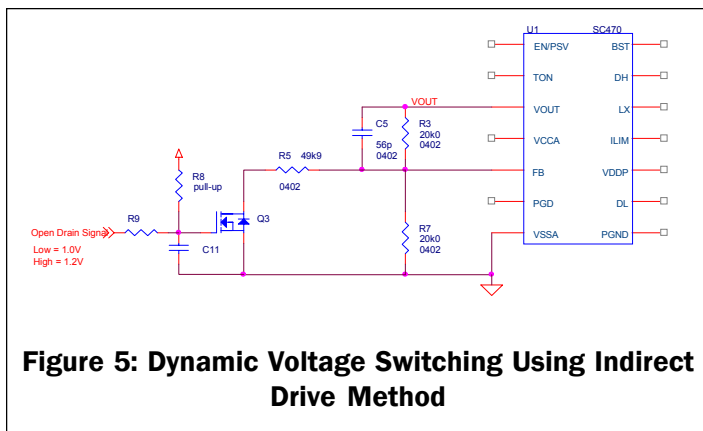 U1
SC470
EN/PSV
BST
TON
DH
VOUT
VOUT
LX
C5
R3
56p
20k0
0402
0402
VCCA
ILIM
R5 49k9
0402
FB
VDDP
R8
pull-up
PGD
DL
Q3
R9
Open Drain Signa
Low = 1.0V
High = 1.2V
C11
R7
20k0
0402
VSSA
PGND
Figure 5: Dynamic Voltage Switching Using Indirect
Drive Method